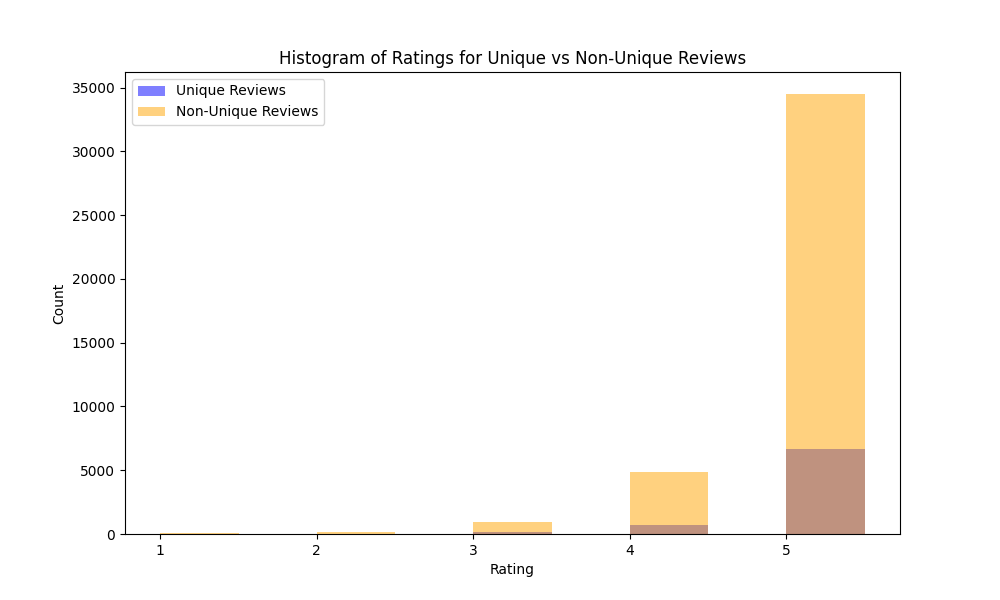 Histogram of Ratings for Unique vs Non-Unique Reviews
Unique Reviews
Non-Unique Reviews
35000
30000
25000
20000
15000
10000
5000
0
Count
1 2 3 4 5
Rating